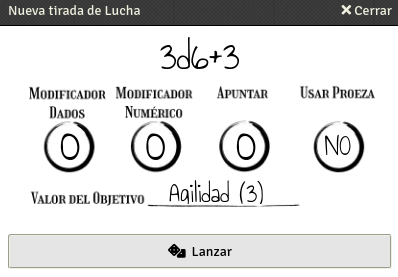 Nueva tirada de Lucha
Cerrar
3d6+3
Modificador Dados
Modificador Numérico
Apuntar
Usar Proeza
0
0
0
NO
Valor del Objetivo Agilidad (3)
Lanzar